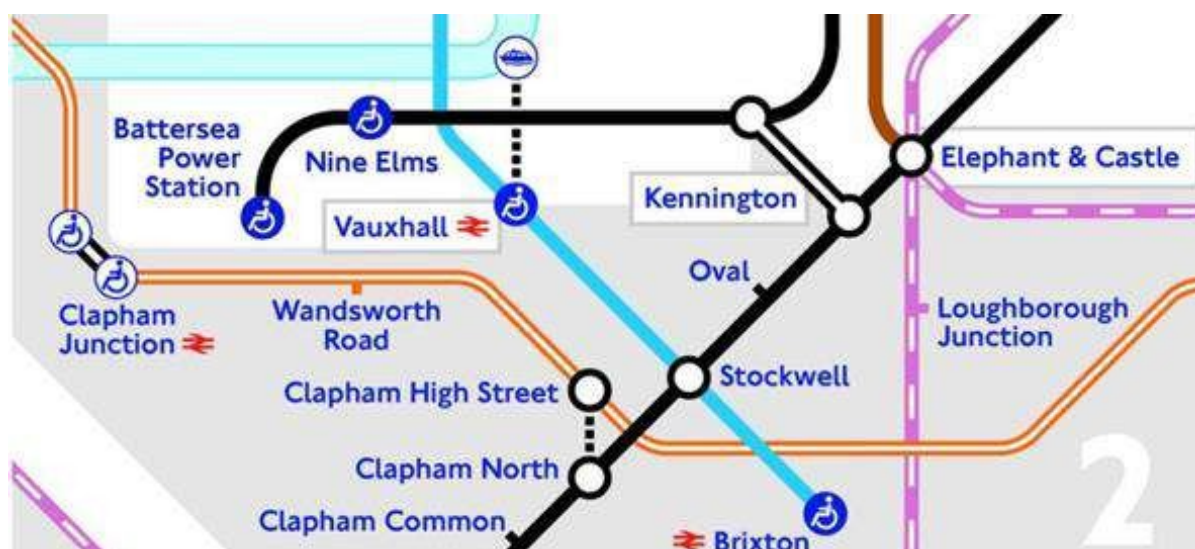 Battersea
Power
Station
Nine Elms
Vauxhall
Kennington
Elephant & Castle
Oval
Clapham
Junction
Wandsworth
Road
Loughborough
Junction
Clapham High Street
Stockwell
Clapham North
Clapham Common
Brixton
2